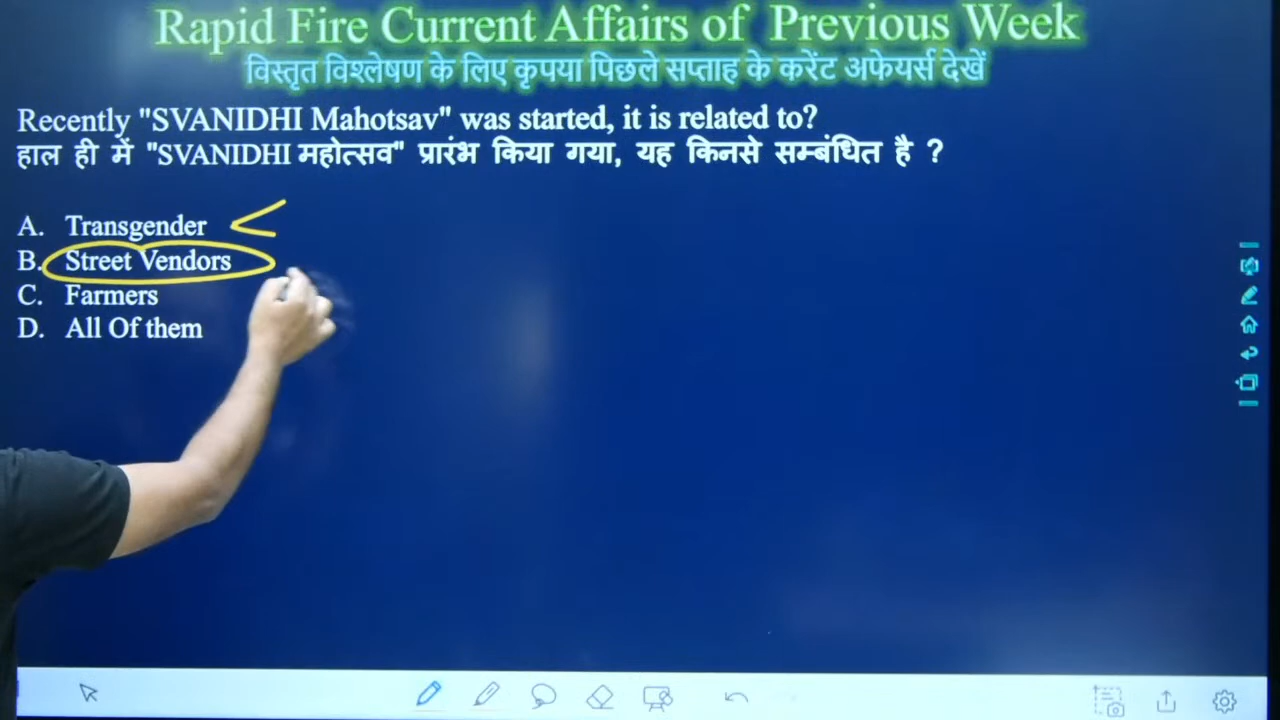 Rapid Fire Current Affairs of Previous Week
विस्तृत विश्लेषण के लिए कृपया पिछले सप्ताह के करेंट अफेयर्स देखें
Recently "SVANIDHI Mahotsav" was started, it is related to?
हाल ही में "SVANIDHI महोत्सव" प्रारंभ किया गया, यह किनसे सम्बंधित है ?
A. Transgender
B. Street Vendors
C. Farmers
D. All Of them